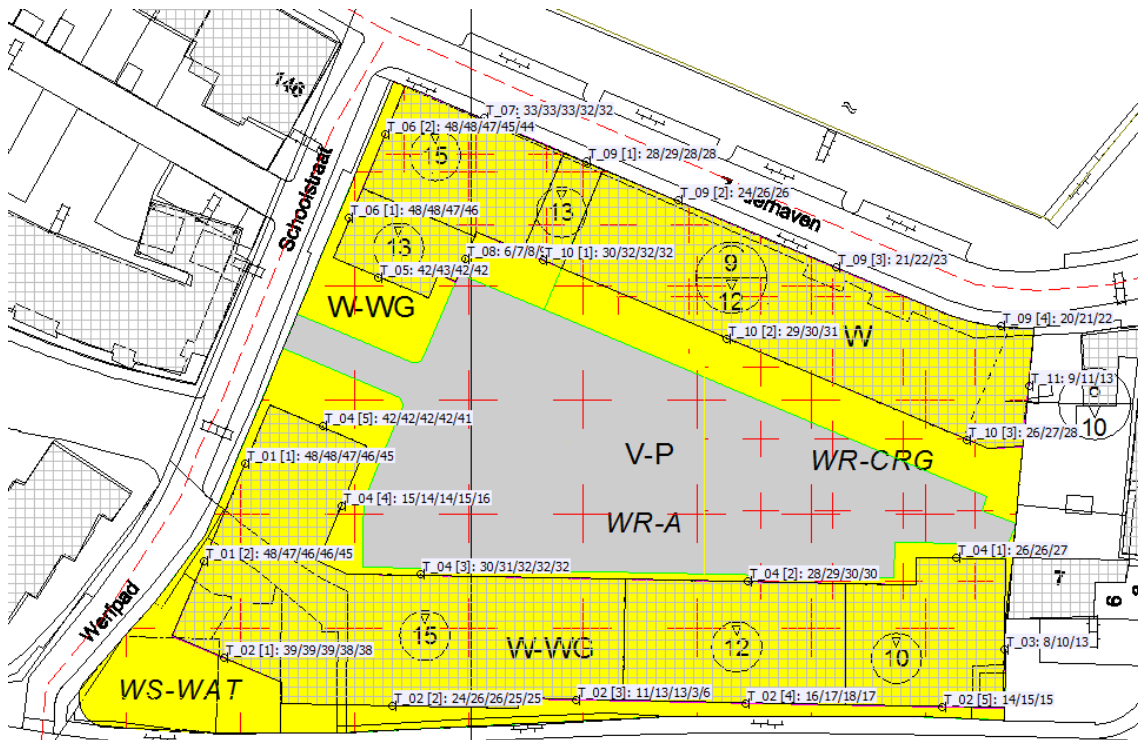 146
T_07: 33/33/33/32/32
T_06 [2]: 48/48/47/45/44
15
T_09 [1]: 28/29/28/28
Schoolstraat
T_09 [2]: 24/26/26
13
T_06 [1]: 48/48/47/46
13
T_08: 6/7/8/
T_10 [1]: 30/32/32/32
T_05: 42/43/42/42
9
12
T_09 [3]: 21/22/23
W-WG
T_09 [4]: 20/21/22
T_10 [2]: 29/30/31
W
T_11: 9/11/13
10
T_04 [5]: 42/42/42/42/41
T_10 [3]: 26/27/28
T_01 [1]: 48/48/47/46/45
V-P
WR-CRG
T_04 [4]: 15/14/14/15/16
WR-A
T_01 [2]: 48/47/46/46/45
T_04 [3]: 30/31/32/32/32
T_04 [2]: 28/29/30/30
T_04 [1]: 26/26/27
7
6
Werfpad
15
W-WG
12
10
T_03: 8/10/13
T_02 [1]: 39/39/39/38/38
WS-WAT
T_02 [2]: 24/26/26/25/25
T_02 [3]: 11/13/13/3/6
T_02 [4]: 16/17/18/17
T_02 [5]: 14/15/15